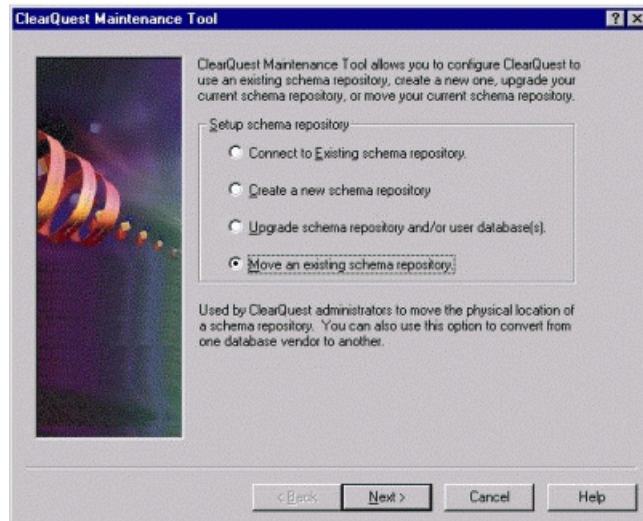 ClearQuest Maintenance Tool
ClearQuest Maintenance Tool allows you to configure ClearQuest to
use an existing schema repository, create a new one, upgrade your
current schema repository, or move your current schema repository.
Setup schema repository
Connect to Existing schema repository.
Create a new schema repository
Upgrade schema repository and/or user database(s).
Move an existing schema repository.
Used by ClearQuest administrators to move the physical location of
a schema repository. You can also use this option to convert from
one database vendor to another.
< Back Next > Cancel Help